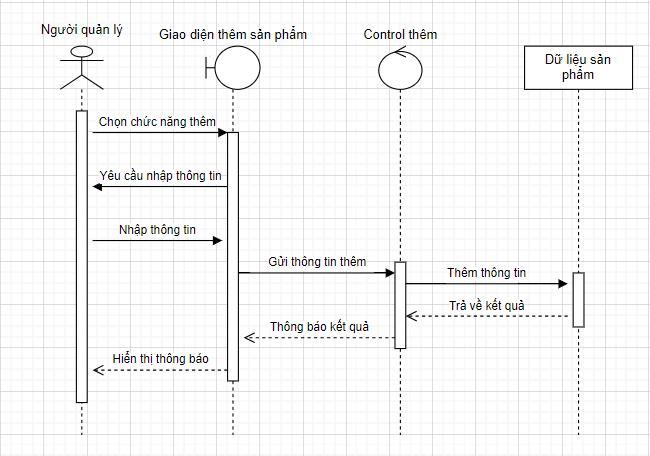 Người quản lý
Giao diện thêm sản phẩm
Control thêm
Dữ liệu sản
phẩm
Chọn chức năng thêm
Yêu cầu nhập thông tin
Nhập thông tin
Gửi thông tin thêm
Thêm thông tin
Trả về kết quả
Thông báo kết quả
Hiển thị thông báo